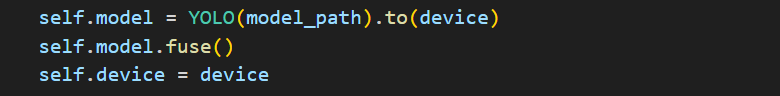 self.model = YOLO(model_path).to(device)
self.model.fuse()
self.device = device